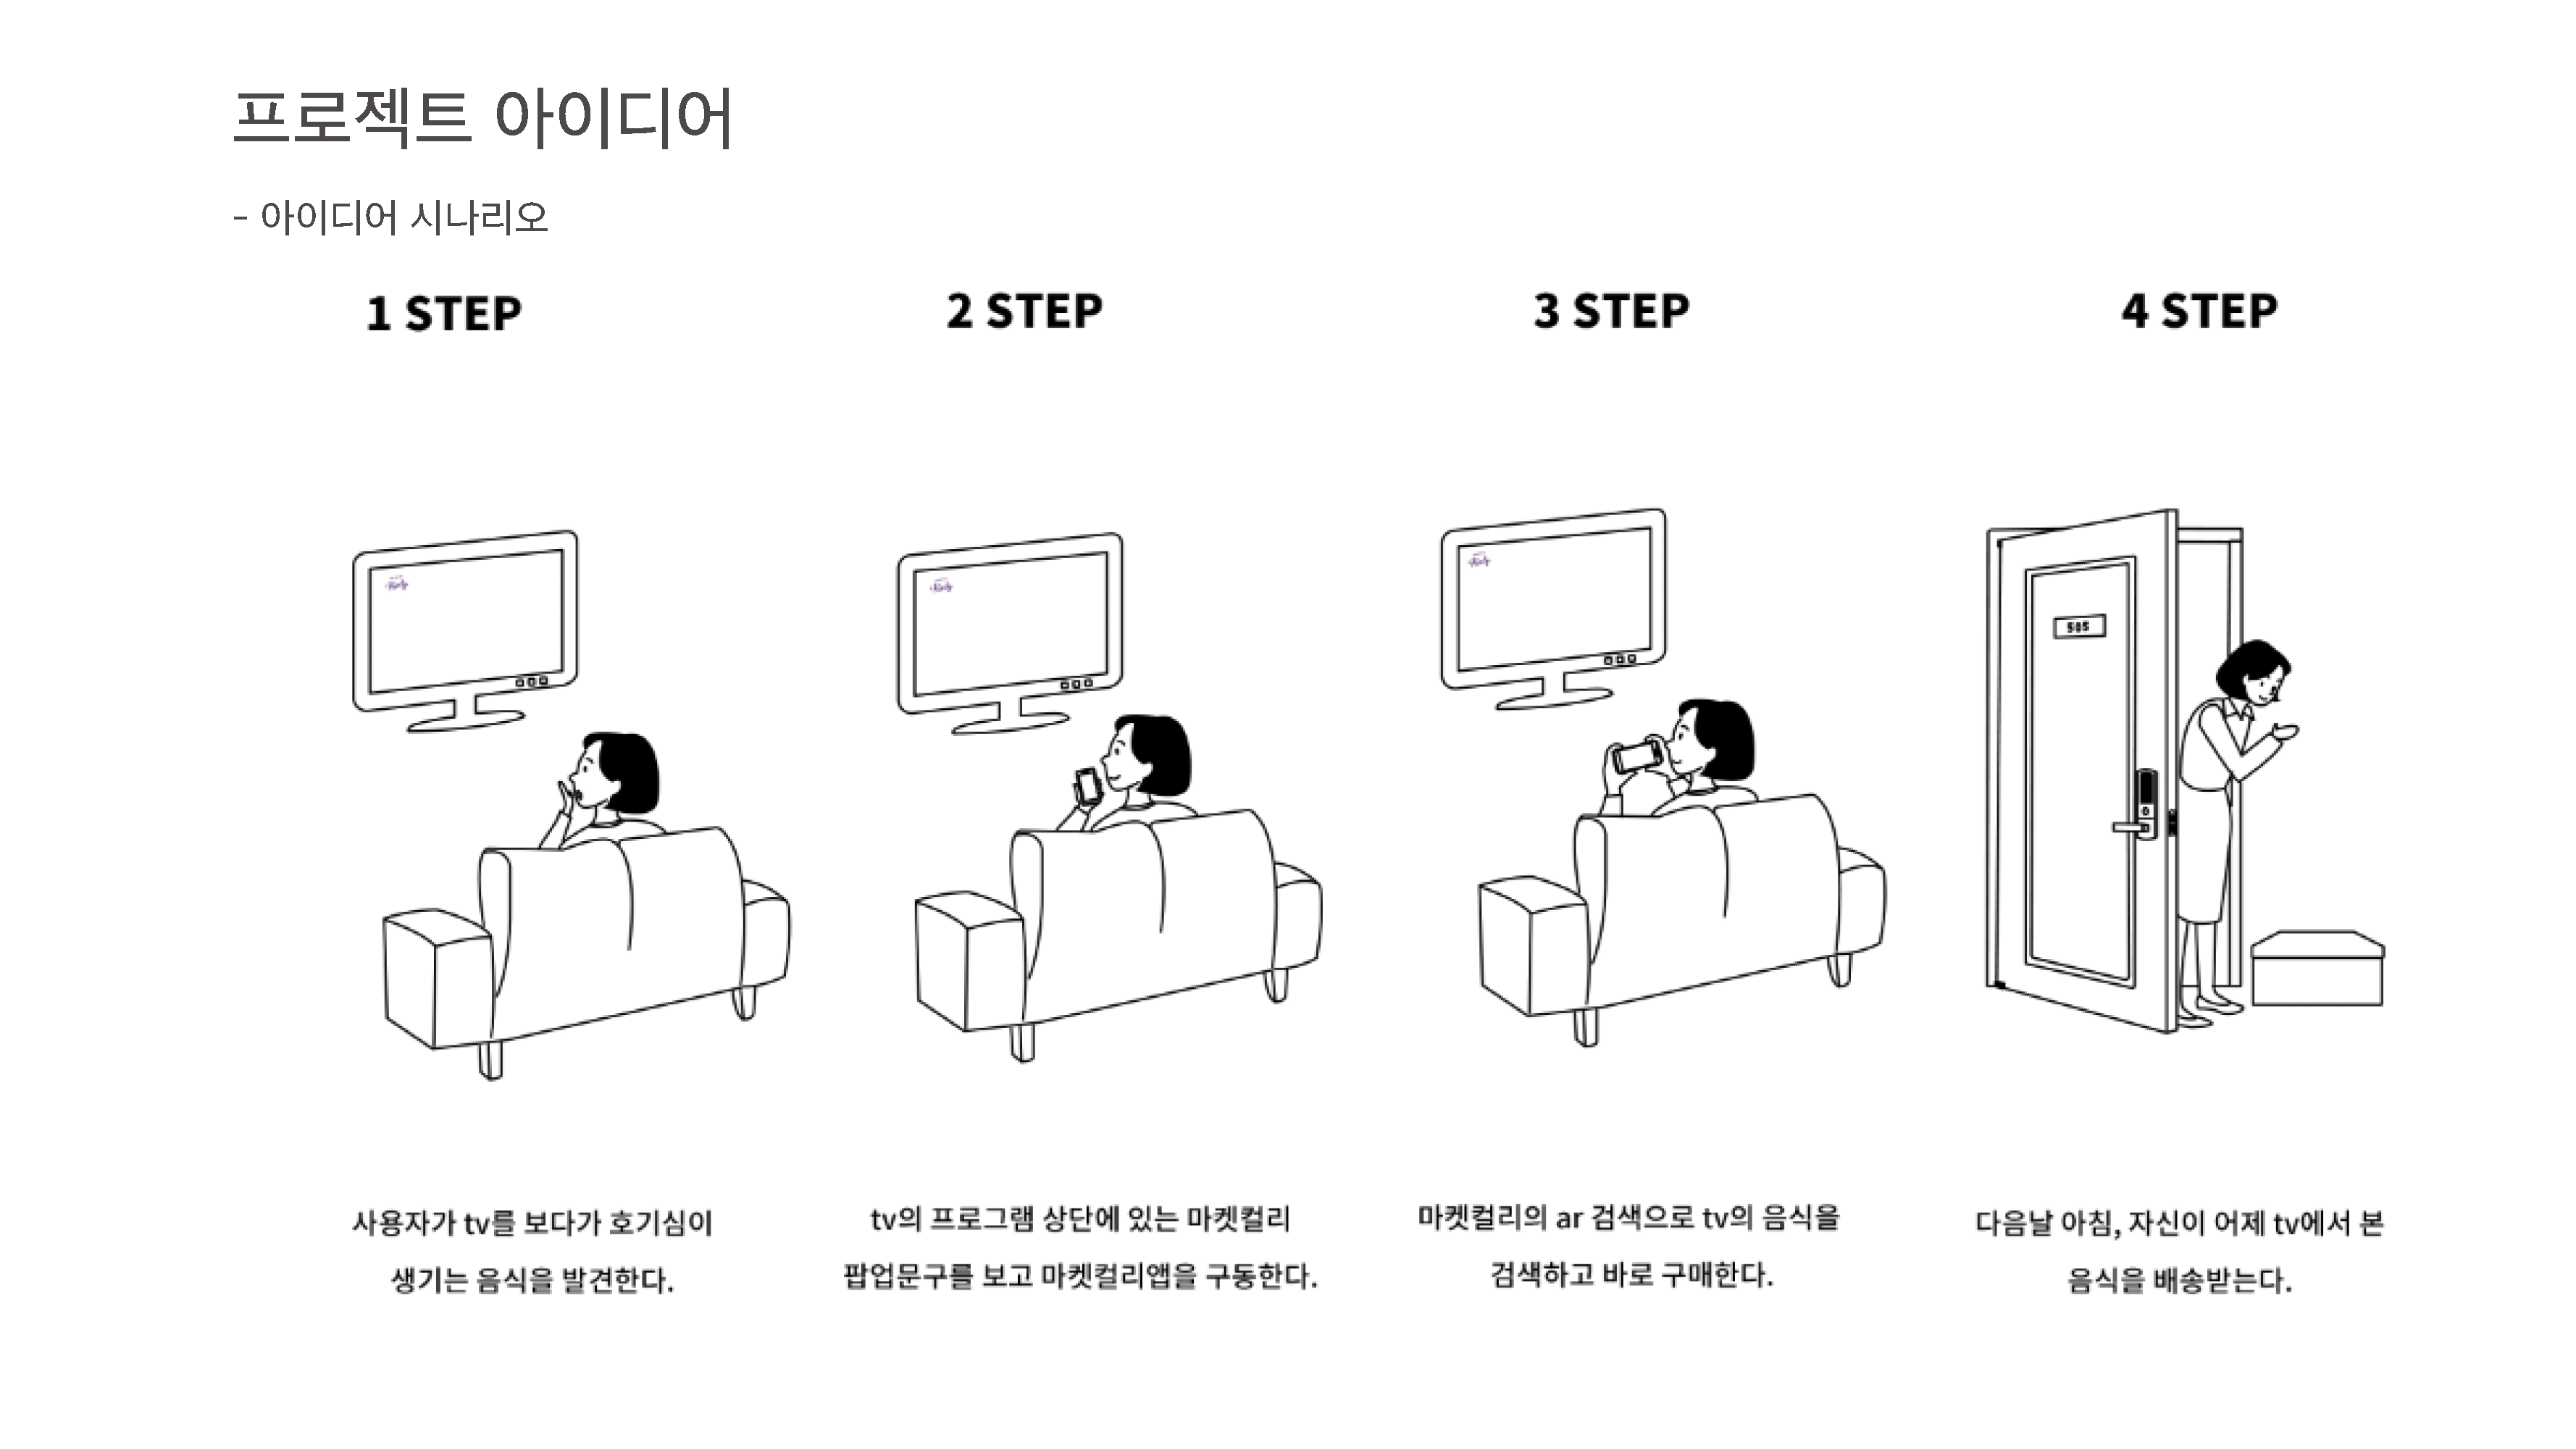 프로젝트 아이디어
- 아이디어 시나리오
1 STEP
2 STEP
3 STEP
4 STEP
Kurly
Kurly
Kurly
505
사용자가 tv를 보다가 호기심이
생기는 음식을 발견한다.
tv의 프로그램 상단에 있는 마켓컬리
팝업문구를 보고 마켓컬리앱을 구동한다.
마켓컬리의 ar 검색으로 tv의 음식을
검색하고 바로 구매한다.
다음날 아침, 자신이 어제 tv에서 본
음식을 배송받는다.